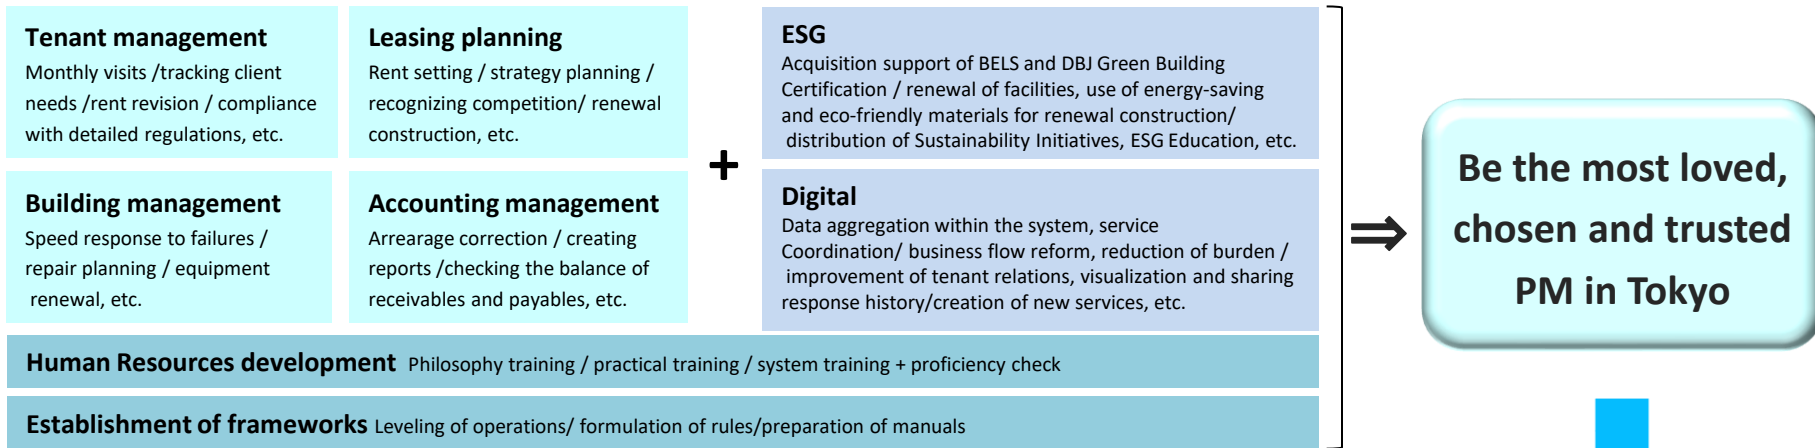 Tenant management
Monthly visits /tracking client
needs /rent revision / compliance
with detailed regulations, etc.
Leasing planning
Rent setting / strategy planning /
recognizing competition/ renewal
construction, etc.
Building management
Speed response to failures /
repair planning / equipment
renewal, etc.
Accounting management
Arrearage correction / creating
reports /checking the balance of
receivables and payables, etc.
+
ESG
Acquisition support of BELS and DBJ Green Building
Certification / renewal of facilities, use of energy-saving
and eco-friendly materials for renewal construction/
distribution of Sustainability Initiatives, ESG Education, etc.
Digital
Data aggregation within the system, service
Coordination/ business flow reform, reduction of burden /
improvement of tenant relations, visualization and sharing
response history/creation of new services, etc.
Human Resources development Philosophy training / practical training / system training + proficiency check
Establishment of frameworks Leveling of operations/ formulation of rules/preparation of manuals
⇒
Be the most loved,
chosen and trusted
PM in Tokyo